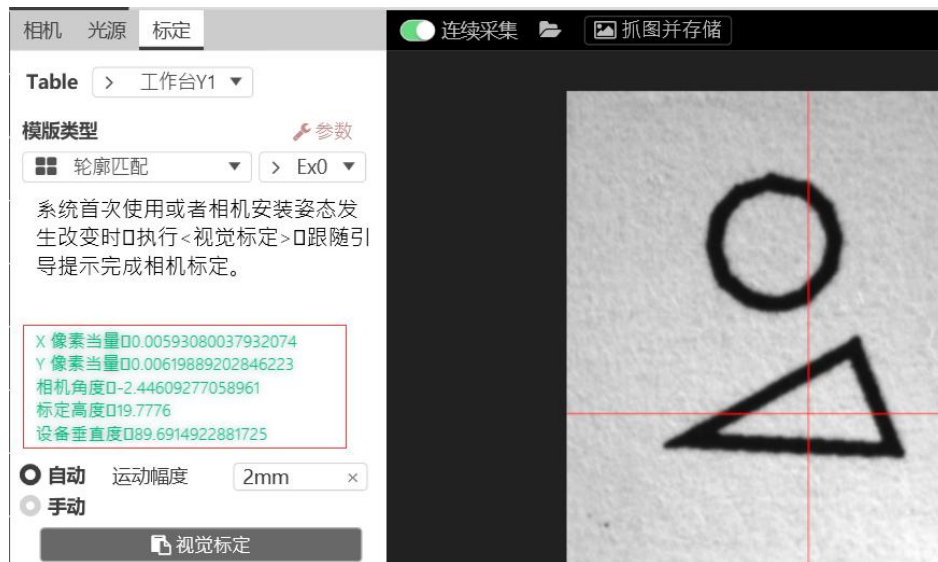 相机 光源 标定
连续采集 抓图并存储
Table > 工作台Y1
模版类型 参数
轮廓匹配 > Ex0
系统首次使用或者相机安装姿态发
生改变时▯执行<视觉标定>▯跟随引
导提示完成相机标定。
X 像素当量▯0.00593080037932074
Y 像素当量▯0.00619889202846223
相机角度▯-2.44609277058961
标定高度▯19.7776
设备垂直度▯89.6914922881725
自动 运动幅度 2mm ×
手动
视觉标定